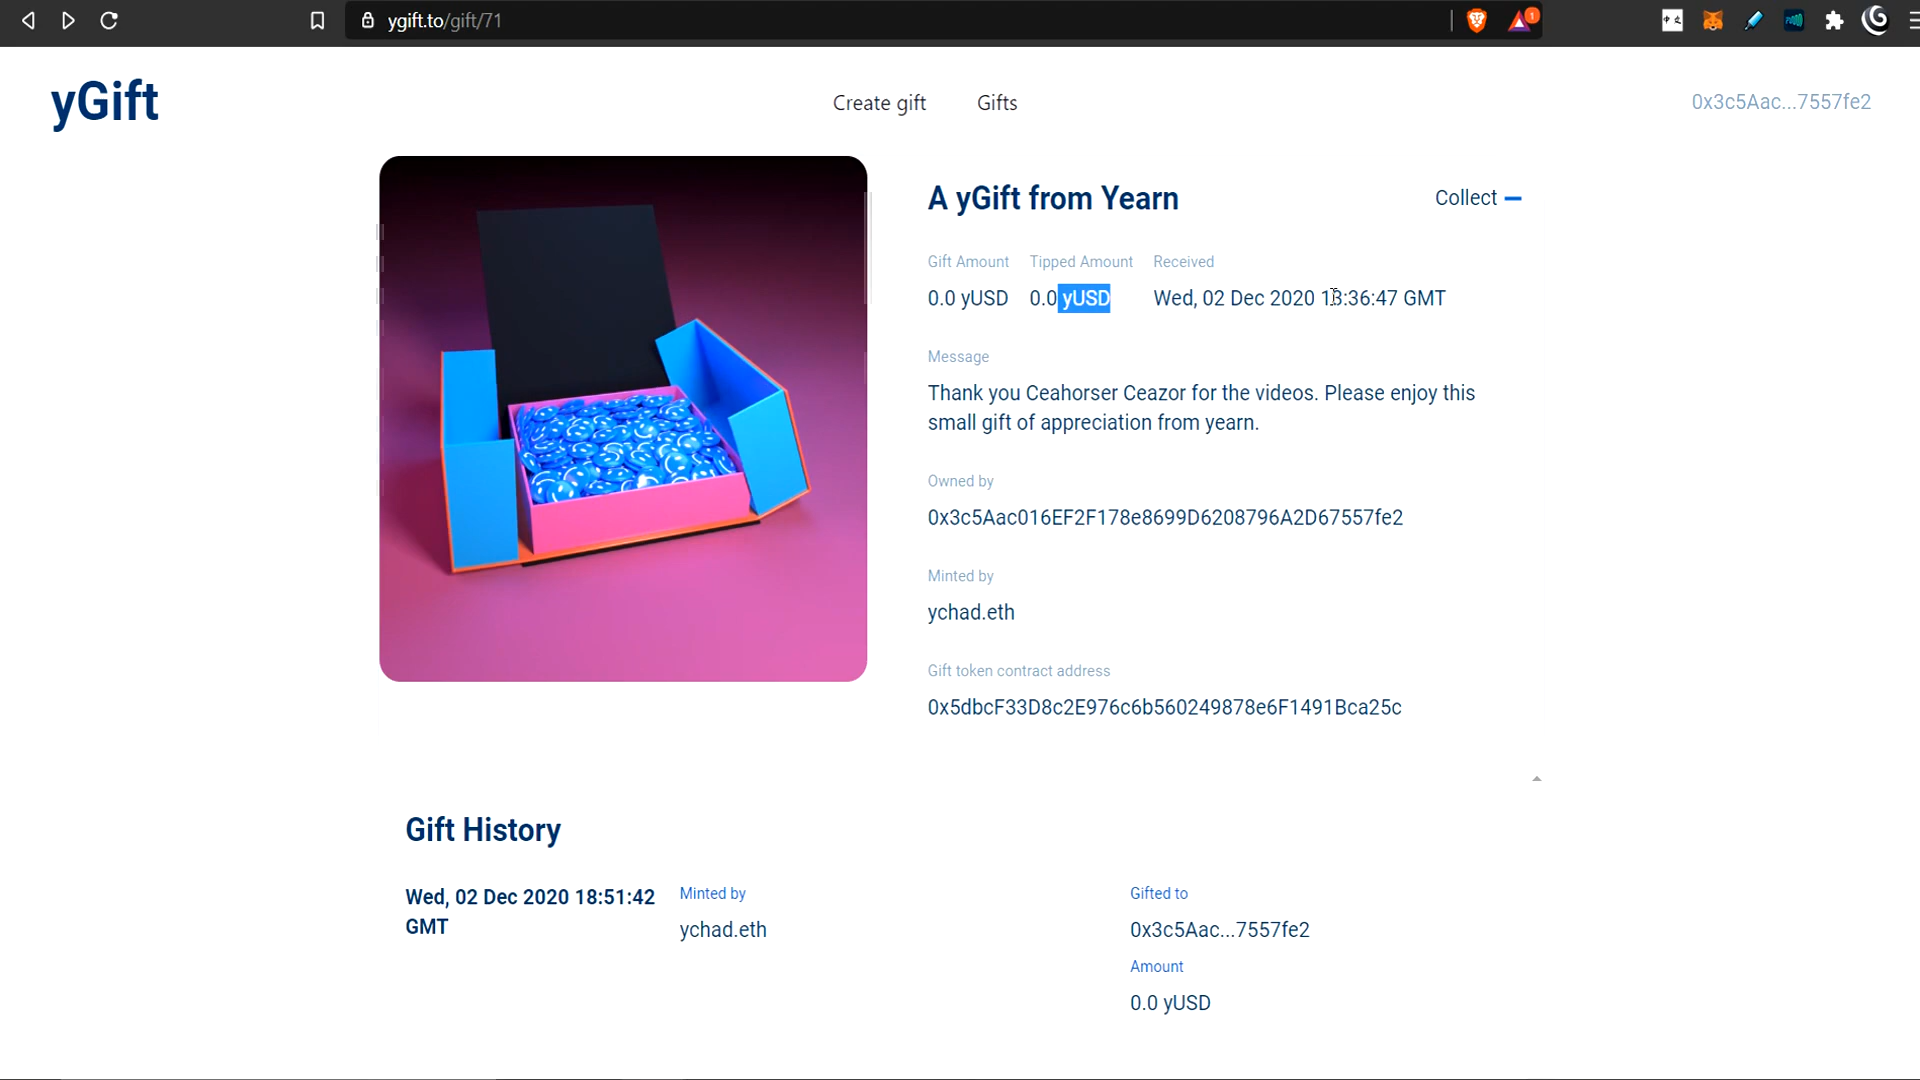 ygift.to/gift/71
1
yGift
Create gift
Gifts
0x3c5Aac...7557fe2
A yGift from Yearn
Collect
Gift Amount
Tipped Amount
Received
0.0 yUSD
0.0 yUSD
Wed, 02 Dec 2020 13:36:47 GMT
Message
Thank you Ceahorser Ceazor for the videos. Please enjoy this
small gift of appreciation from yearn.
Owned by
0x3c5Aac016EF2F178e8699D6208796A2D67557fe2
Minted by
ychad.eth
Gift token contract address
0x5dbcF33D8c2E976c6b560249878e6F1491Bca25c
Gift History
Wed, 02 Dec 2020 18:51:42
GMT
Minted by
ychad.eth
Gifted to
0x3c5Aac...7557fe2
Amount
0.0 yUSD